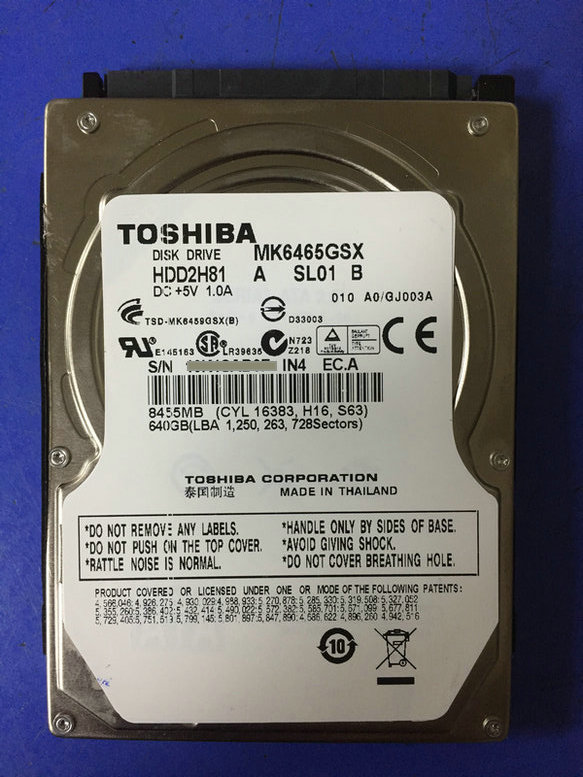 TOSHIBA
DISK DRIVE MK6465GSX
HDD2H81 A SL01 B
DC +5V 1.0A
010 A0/GJ003A
TSD-MK6459GSX(B) D33003
E145163 LR39635 N723
Z218
CE
S/N IN4 EC.A
8455MB (CYL 16383, H16, S63)
640GB(LBA 1,250, 263, 728Sectors)
TOSHIBA CORPORATION
泰国制造 MADE IN THAILAND
*DO NOT REMOVE ANY LABELS. *HANDLE ONLY BY SIDES OF BASE.
*DO NOT PUSH ON THE TOP COVER. *AVOID GIVING SHOCK.
*RATTLE NOISE IS NORMAL. *DO NOT COVER BREATHING HOLE.
PRODUCT COVERED OR LICENSED UNDER ONE OR MODE OF THE FOLLOWING PATENTS:
10